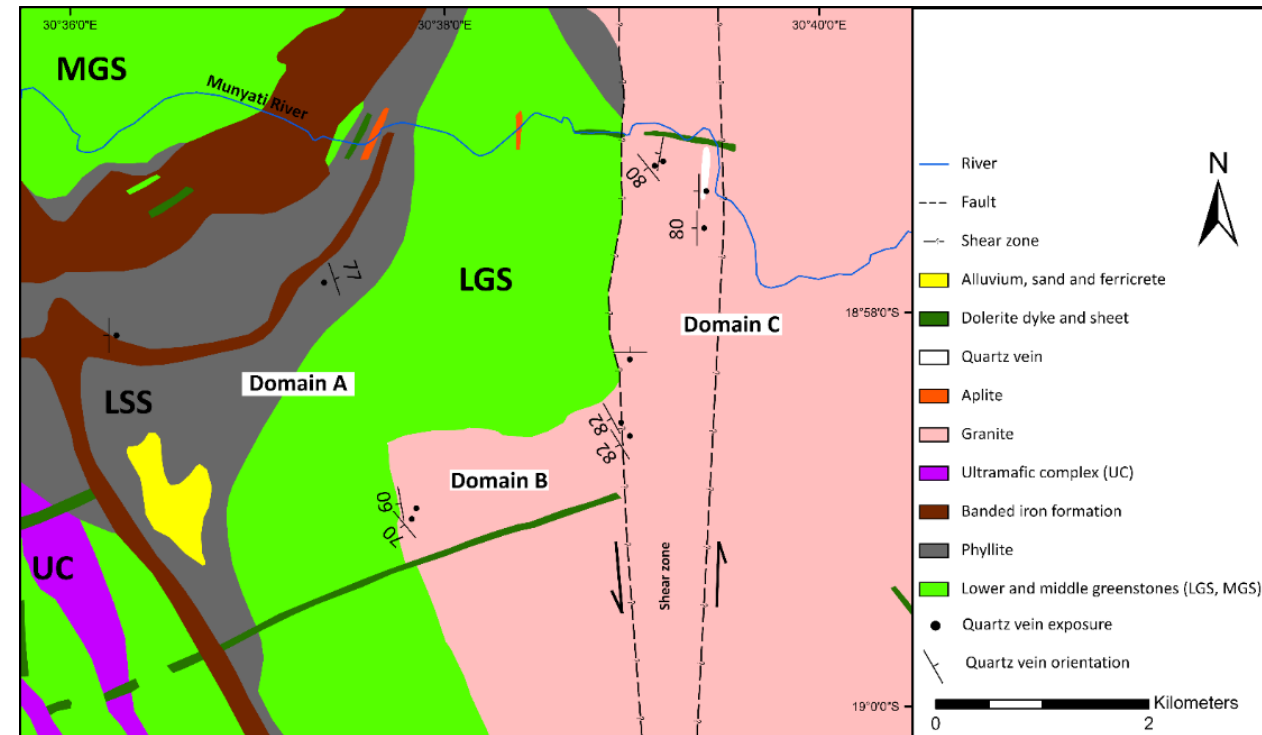 30°36'0"E
30°38'0"E
30°40'0"E
MGS
Munyati River
N
River
Fault
Shear zone
80
80
77
LGS
18°58'0"S
Domain C
Alluvium, sand and ferricrete
Dolerite dyke and sheet
Quartz vein
Domain A
LSS
Aplite
82
82
Granite
Domain B
60
70
Ultramafic complex (UC)
Banded iron formation
Phyllite
UC
Shear zone
Lower and middle greenstones (LGS, MGS)
Quartz vein exposure
Quartz vein orientation
Kilometers
19°0'0"S
0
2